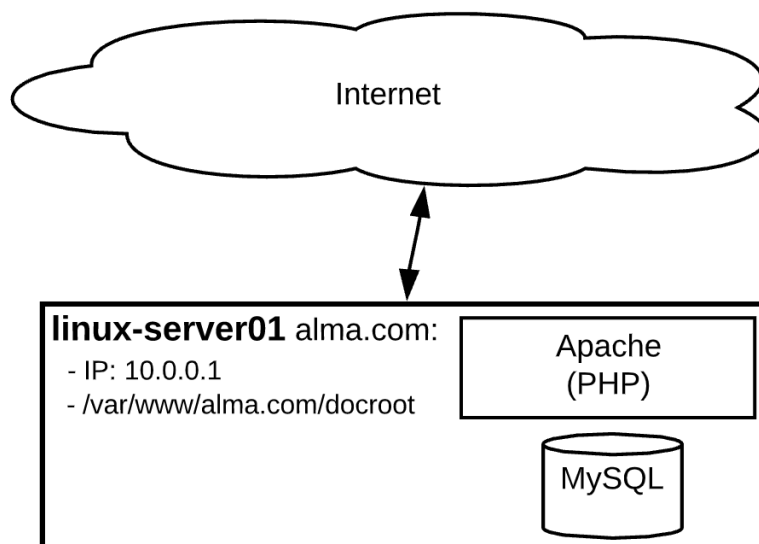 Internet
linux-server01 alma.com:
- IP: 10.0.0.1
- /var/www/alma.com/docroot
Apache
(PHP)
MySQL